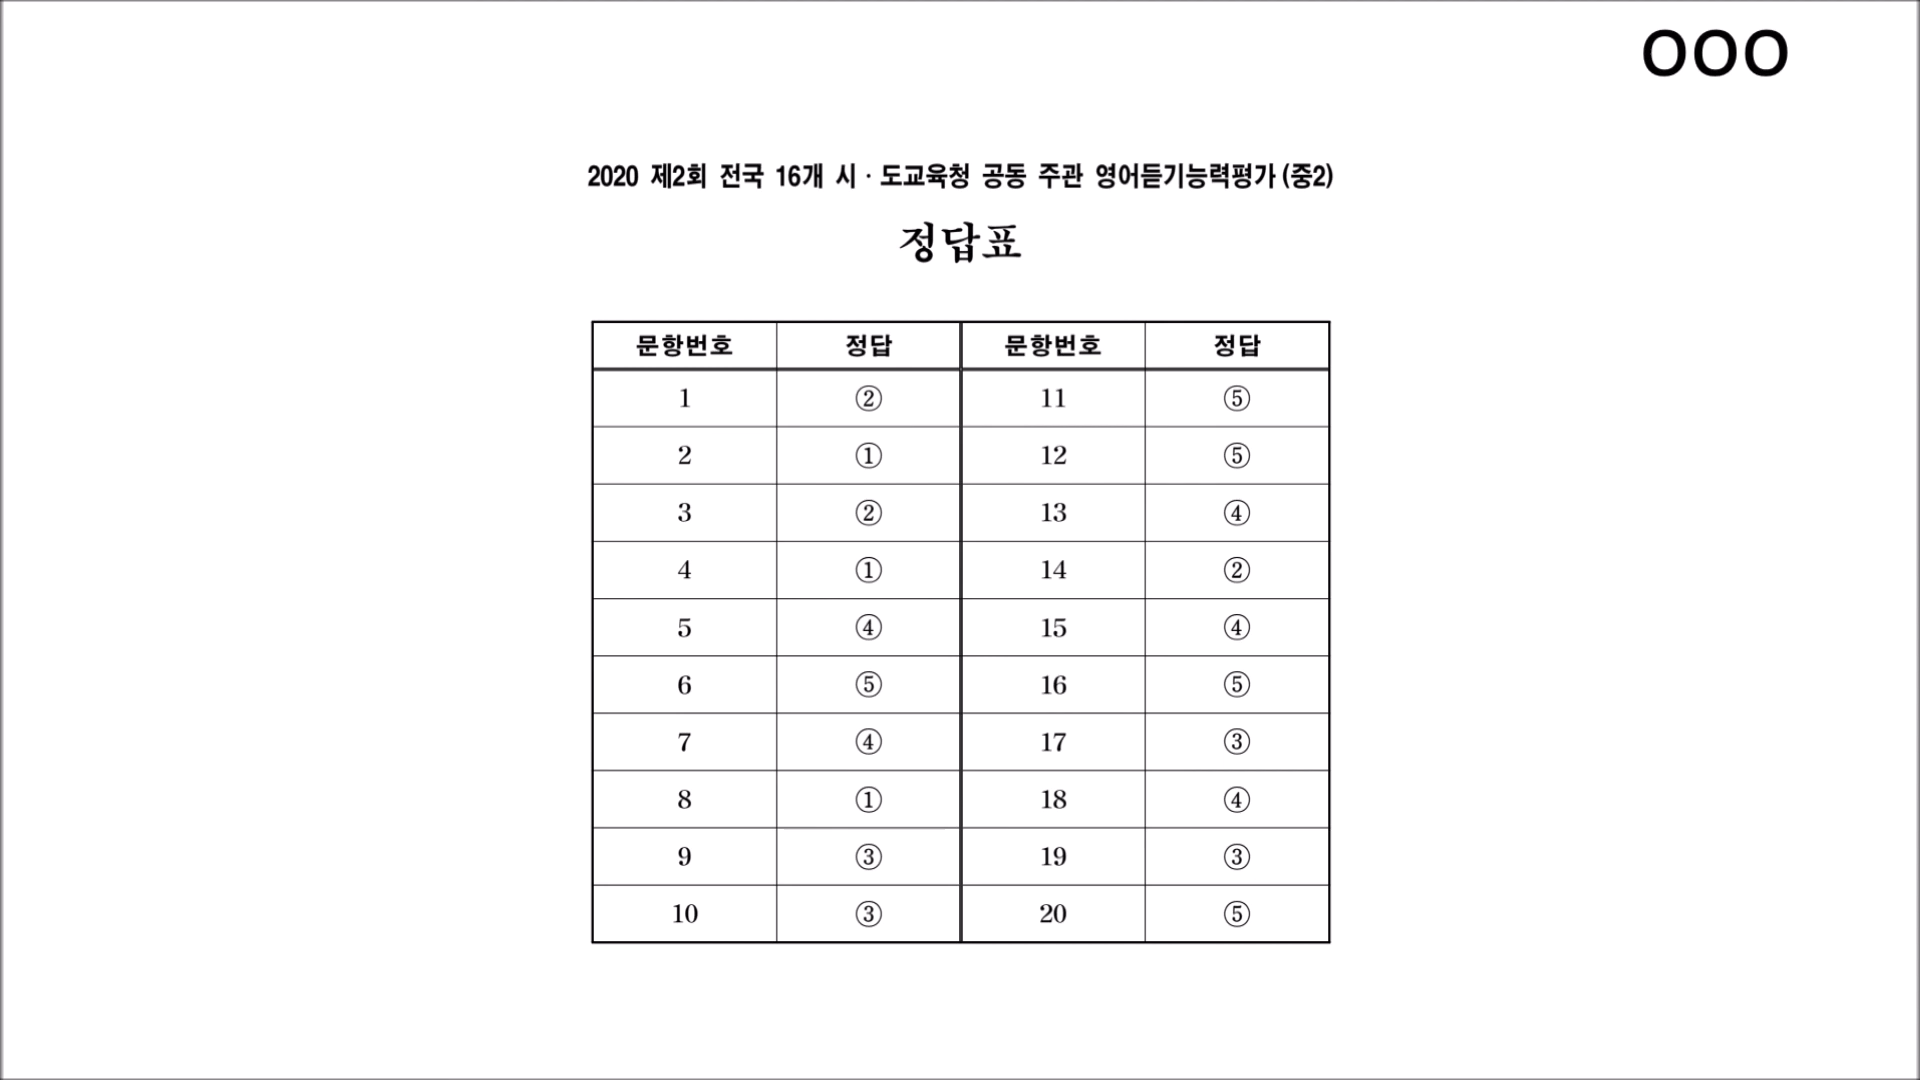 OOO
2020 제2회 전국 16개 시·도교육청 공동 주관 영어듣기능력평가(중2)
정답표
문항번호 정답 문항번호 정답
1 ② 11 ⑤
2 ① 12 ⑤
3 ② 13 ④
4 ① 14 ②
5 ④ 15 ④
6 ⑤ 16 ⑤
7 ④ 17 ③
8 ① 18 ④
9 ③ 19 ③
10 ③ 20 ⑤